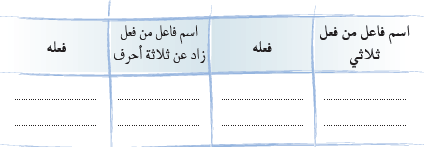 اسم فاعل من فعل
ثلاثي
فعله
اسم فاعل من فعل
زاد عن ثلاثة أحرف
فعله